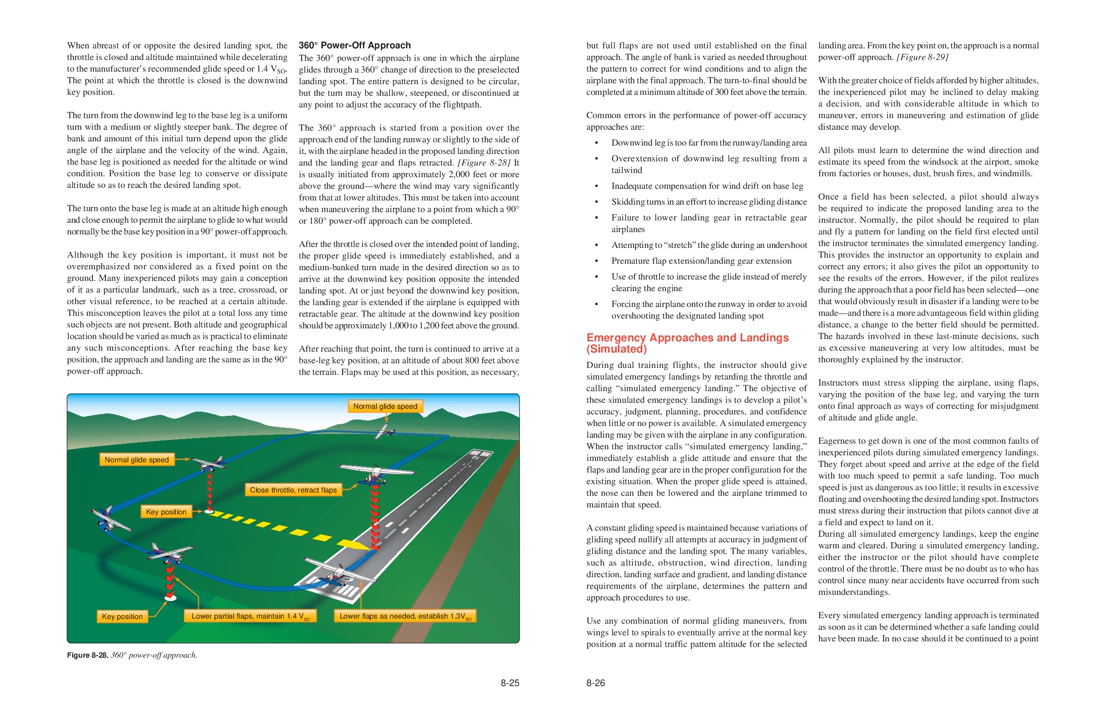 When abreast of or opposite the desired landing spot, the
throttle is closed and altitude maintained while decelerating
to the manufacturer's recommended glide speed or 1.4 VSO.
The point at which the throttle is closed is the downwind
key position.
The turn from the downwind leg to the base leg is a uniform
turn with a medium or slightly steeper bank. The degree of
bank and amount of this initial turn depend upon the glide
angle of the airplane and the velocity of the wind. Again,
the base leg is positioned as needed for the altitude or wind
condition. Position the base leg to conserve or dissipate
altitude so as to reach the desired landing spot.
The turn onto the base leg is made at an altitude high enough
and close enough to permit the airplane to glide to what would
normally be the base key position in a 90° power-off approach.
Although the key position is important, it must not be
overemphasized nor considered as a fixed point on the
ground. Many inexperienced pilots may gain a conception
of it as a particular landmark, such as a tree, crossroad, or
other visual reference, to be reached at a certain altitude.
This misconception leaves the pilot at a total loss any time
such objects are not present. Both altitude and geographical
location should be varied as much as is practical to eliminate
any such misconceptions. After reaching the base key
position, the approach and landing are the same as in the 90°
power-off approach.
360° Power-Off Approach
The 360° power-off approach is one in which the airplane
glides through a 360° change of direction to the preselected
landing spot. The entire pattern is designed to be circular,
but the turn may be shallow, steepened, or discontinued at
any point to adjust the accuracy of the flightpath.
The 360° approach is started from a position over the
approach end of the landing runway or slightly to the side of
it, with the airplane headed in the proposed landing direction
and the landing gear and flaps retracted. [Figure 8-28] It
is usually initiated from approximately 2,000 feet or more
above the ground—where the wind may vary significantly
from that at lower altitudes. This must be taken into account
when maneuvering the airplane to a point from which a 90°
or 180° power-off approach can be completed.
After the throttle is closed over the intended point of landing,
the proper glide speed is immediately established, and a
medium-banked turn made in the desired direction so as to
arrive at the downwind key position opposite the intended
landing spot. At or just beyond the downwind key position,
the landing gear is extended if the airplane is equipped with
retractable gear. The altitude at the downwind key position
should be approximately 1,000 to 1,200 feet above the ground.
After reaching that point, the turn is continued to arrive at a
base-leg key position, at an altitude of about 800 feet above
the terrain. Flaps may be used at this position, as necessary,
Normal glide speed
Normal glide speed
Close throttle, retract flaps
Key position
Key position
Lower partial flaps, maintain 1.4 VSO
Lower flaps as needed, establish 1.3VSO
Figure 8-28. 360° power-off approach.
8-25
but full flaps are not used until established on the final
approach. The angle of bank is varied as needed throughout
the pattern to correct for wind conditions and to align the
airplane with the final approach. The turn-to-final should be
completed at a minimum altitude of 300 feet above the terrain.
Common errors in the performance of power-off accuracy
approaches are:
• Downwind leg is too far from the runway/landing area
• Overextension of downwind leg resulting from a
tailwind
• Inadequate compensation for wind drift on base leg
• Skidding turns in an effort to increase gliding distance
• Failure to lower landing gear in retractable gear
airplanes
• Attempting to “stretch” the glide during an undershoot
• Premature flap extension/landing gear extension
• Use of throttle to increase the glide instead of merely
clearing the engine
• Forcing the airplane onto the runway in order to avoid
overshooting the designated landing spot
Emergency Approaches and Landings
(Simulated)
During dual training flights, the instructor should give
simulated emergency landings by retarding the throttle and
calling “simulated emergency landing.” The objective of
these simulated emergency landings is to develop a pilot's
accuracy, judgment, planning, procedures, and confidence
when little or no power is available. A simulated emergency
landing may be given with the airplane in any configuration.
When the instructor calls “simulated emergency landing,”
immediately establish a glide attitude and ensure that the
flaps and landing gear are in the proper configuration for the
existing situation. When the proper glide speed is attained,
the nose can then be lowered and the airplane trimmed to
maintain that speed.
A constant gliding speed is maintained because variations of
gliding speed nullify all attempts at accuracy in judgment of
gliding distance and the landing spot. The many variables,
such as altitude, obstruction, wind direction, landing
direction, landing surface and gradient, and landing distance
requirements of the airplane, determines the pattern and
approach procedures to use.
Use any combination of normal gliding maneuvers, from
wings level to spirals to eventually arrive at the normal key
position at a normal traffic pattern altitude for the selected
landing area. From the key point on, the approach is a normal
power-off approach. [Figure 8-29]
With the greater choice of fields afforded by higher altitudes,
the inexperienced pilot may be inclined to delay making
a decision, and with considerable altitude in which to
maneuver, errors in maneuvering and estimation of glide
distance may develop.
All pilots must learn to determine the wind direction and
estimate its speed from the windsock at the airport, smoke
from factories or houses, dust, brush fires, and windmills.
Once a field has been selected, a pilot should always
be required to indicate the proposed landing area to the
instructor. Normally, the pilot should be required to plan
and fly a pattern for landing on the field first elected until
the instructor terminates the simulated emergency landing.
This provides the instructor an opportunity to explain and
correct any errors; it also gives the pilot an opportunity to
see the results of the errors. However, if the pilot realizes
during the approach that a poor field has been selected—one
that would obviously result in disaster if a landing were to be
made—and there is a more advantageous field within gliding
distance, a change to the better field should be permitted.
The hazards involved in these last-minute decisions, such
as excessive maneuvering at very low altitudes, must be
thoroughly explained by the instructor.
Instructors must stress slipping the airplane, using flaps,
varying the position of the base leg, and varying the turn
onto final approach as ways of correcting for misjudgment
of altitude and glide angle.
Eagerness to get down is one of the most common faults of
inexperienced pilots during simulated emergency landings.
They forget about speed and arrive at the edge of the field
with too much speed to permit a safe landing. Too much
speed is just as dangerous as too little; it results in excessive
floating and overshooting the desired landing spot. Instructors
must stress during their instruction that pilots cannot dive at
a field and expect to land on it.
During all simulated emergency landings, keep the engine
warm and cleared. During a simulated emergency landing,
either the instructor or the pilot should have complete
control of the throttle. There must be no doubt as to who has
control since many near accidents have occurred from such
misunderstandings.
Every simulated emergency landing approach is terminated
as soon as it can be determined whether a safe landing could
have been made. In no case should it be continued to a point
8-26